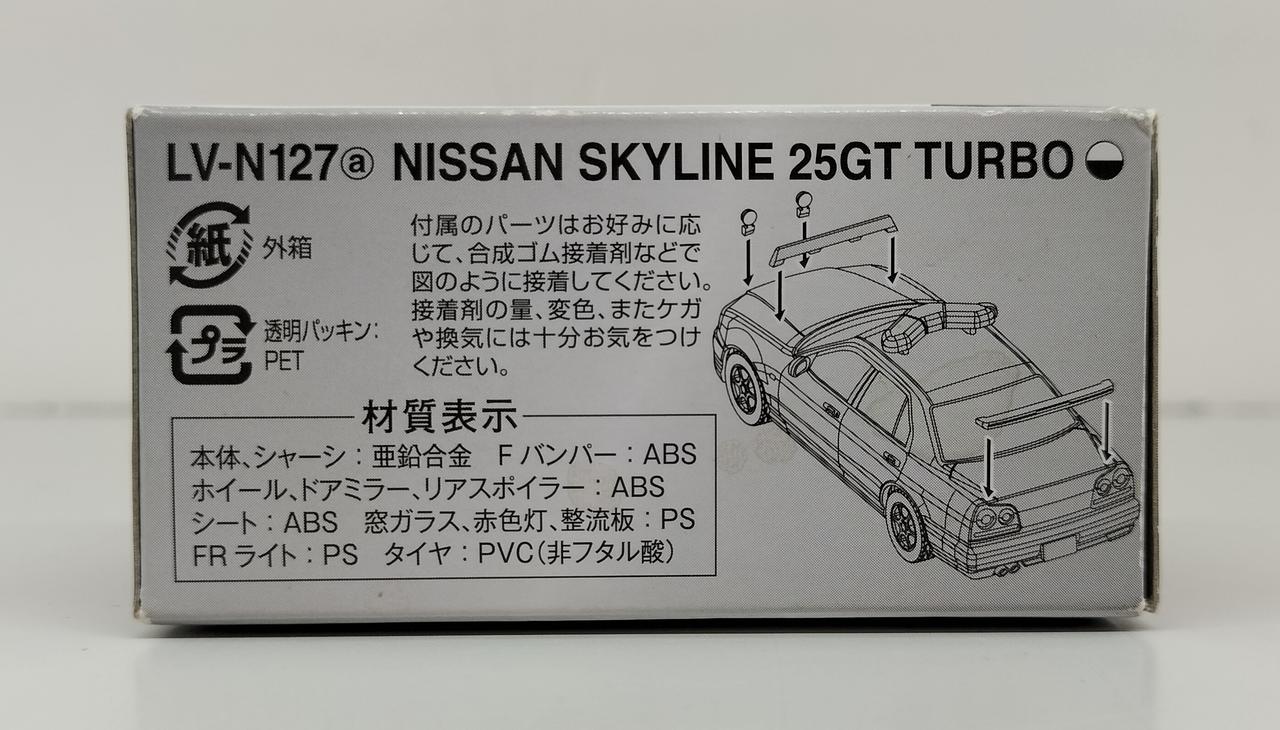 LV-N127ⓐ NISSAN SKYLINE 25GT TURBO
紙 外箱
プラ 透明パッキン：
PET
付属のパーツはお好みに応
じて、合成ゴム接着剤などで
図のように接着してください。
接着剤の量、変色、またケガ
や換気には十分お気をつけ
ください。
材質表示
本体、シャーシ：亜鉛合金　Fバンパー：ABS
ホイール、ドアミラー、リアスポイラー：ABS
シート：ABS　窓ガラス、赤色灯、整流板：PS
FRライト：PS　タイヤ：PVC（非フタル酸）